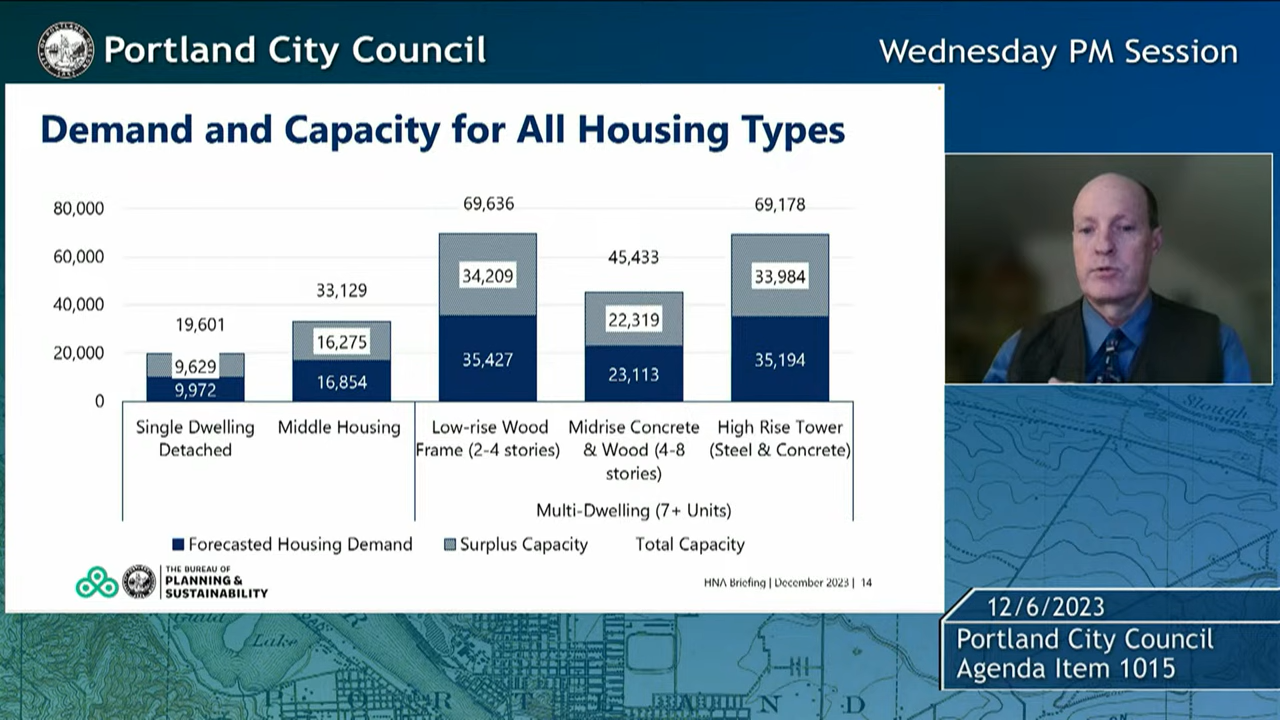 Portland City Council
Wednesday PM Session
Demand and Capacity for All Housing Types
80,000
60,000
40,000
20,000
0
19,601
9,629
9,972
33,129
16,275
16,854
69,636
34,209
35,427
45,433
22,319
23,113
69,178
33,984
35,194
Single Dwelling
Detached
Middle Housing
Low-rise Wood
Frame (2-4 stories)
Midrise Concrete
& Wood (4-8
stories)
High Rise Tower
(Steel & Concrete)
Multi-Dwelling (7+ Units)
Forecasted Housing Demand
Surplus Capacity
Total Capacity
THE BUREAU OF
PLANNING &
SUSTAINABILITY
HNA Briefing | December 2023 | 14
Slough
12/6/2023
Portland City Council
Agenda Item 1015
Guild
Lake
P O R T L A N D